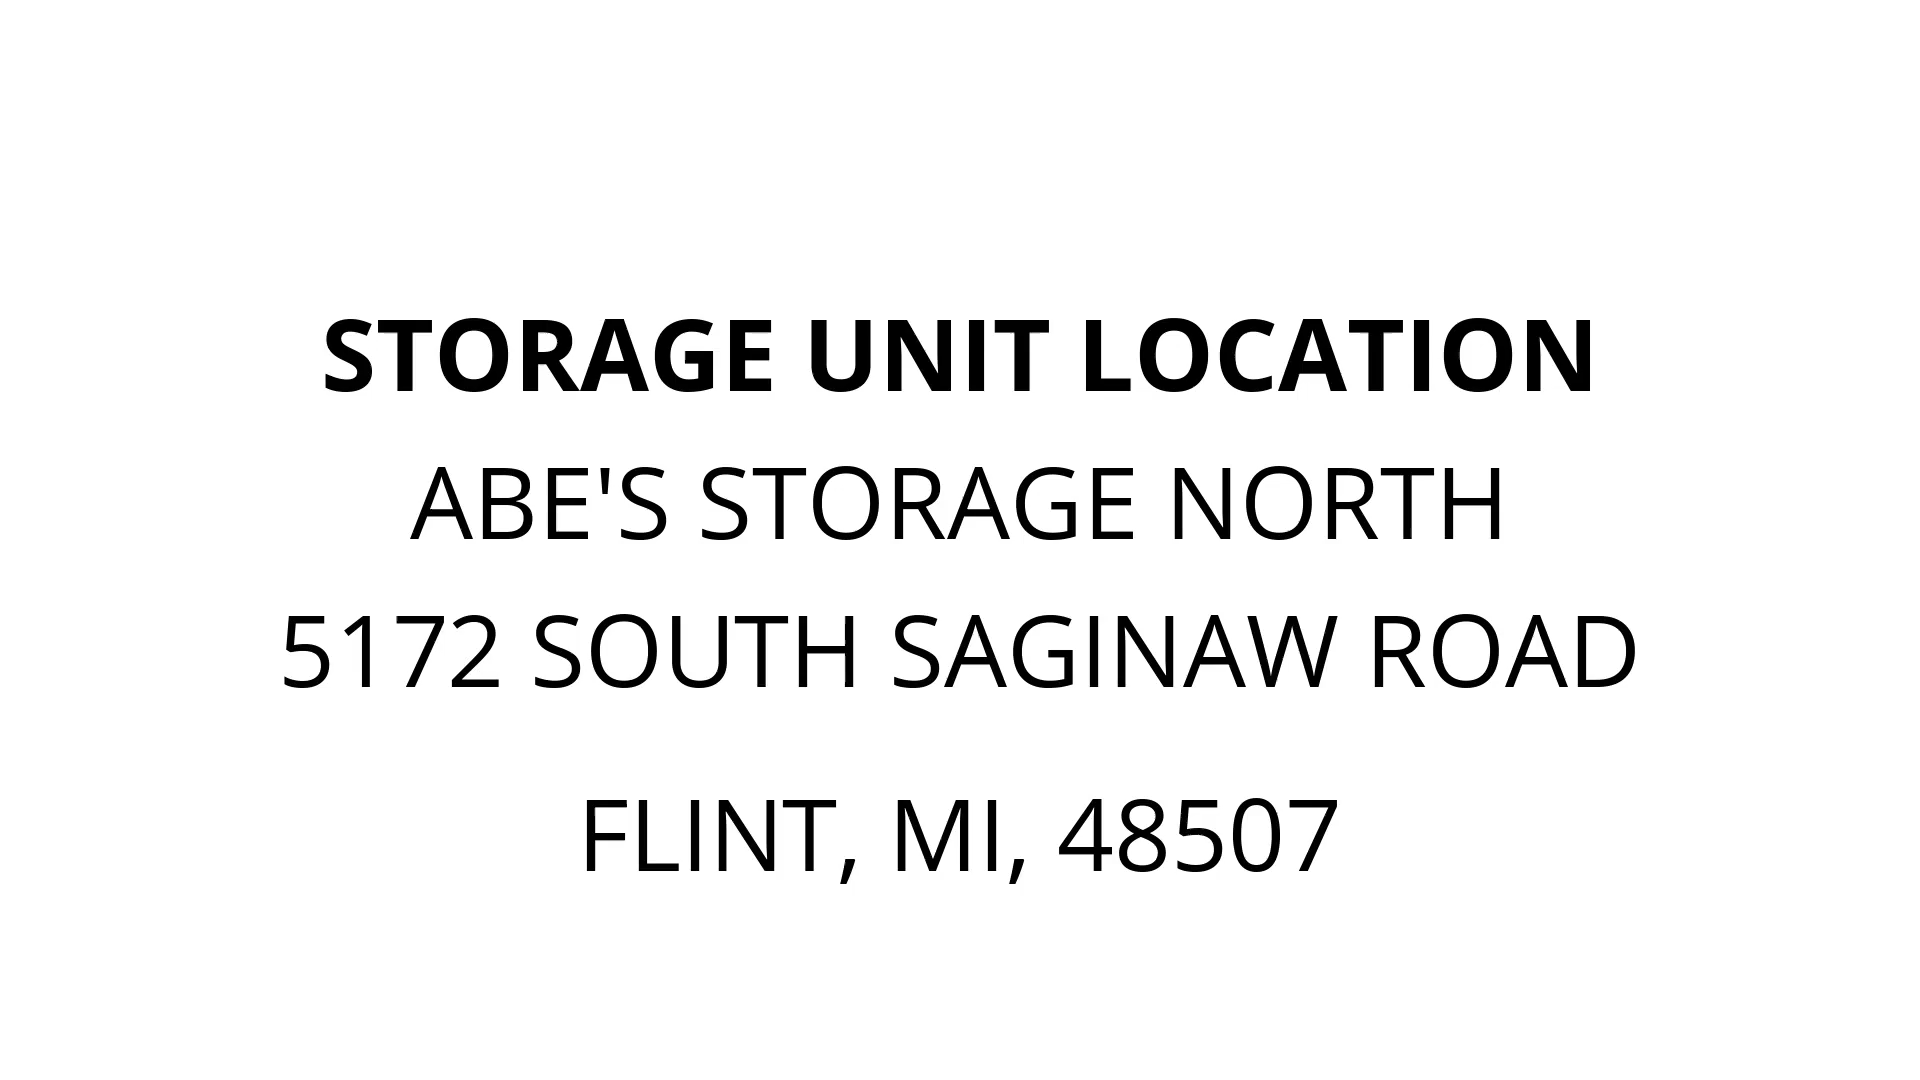 STORAGE UNIT LOCATION
ABE'S STORAGE NORTH
5172 SOUTH SAGINAW ROAD
FLINT, MI, 48507